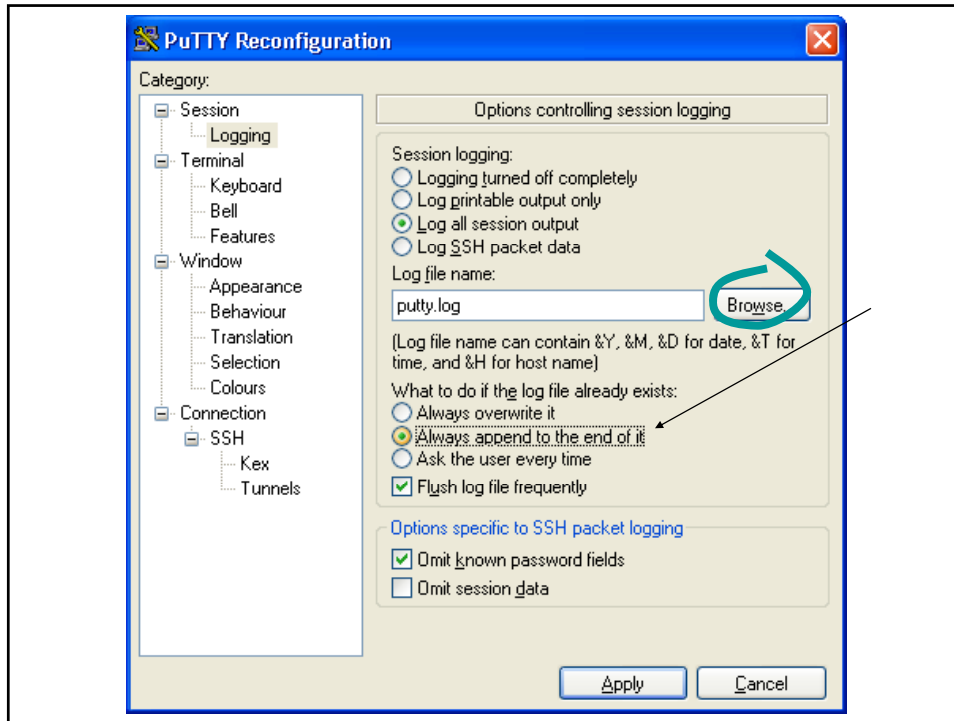 PuTTY Reconfiguration
Category:
Session
Logging
Terminal
Keyboard
Bell
Features
Window
Appearance
Behaviour
Translation
Selection
Colours
Connection
SSH
Kex
Tunnels
Options controlling session logging
Session logging:
Logging turned off completely
Log printable output only
Log all session output
Log SSH packet data
Log file name:
putty.log
Browse...
(Log file name can contain &Y, &M, &D for date, &T for
time, and &H for host name)
What to do if the log file already exists:
Always overwrite it
Always append to the end of it
Ask the user every time
Flush log file frequently
Options specific to SSH packet logging
Omit known password fields
Omit session data
Apply
Cancel